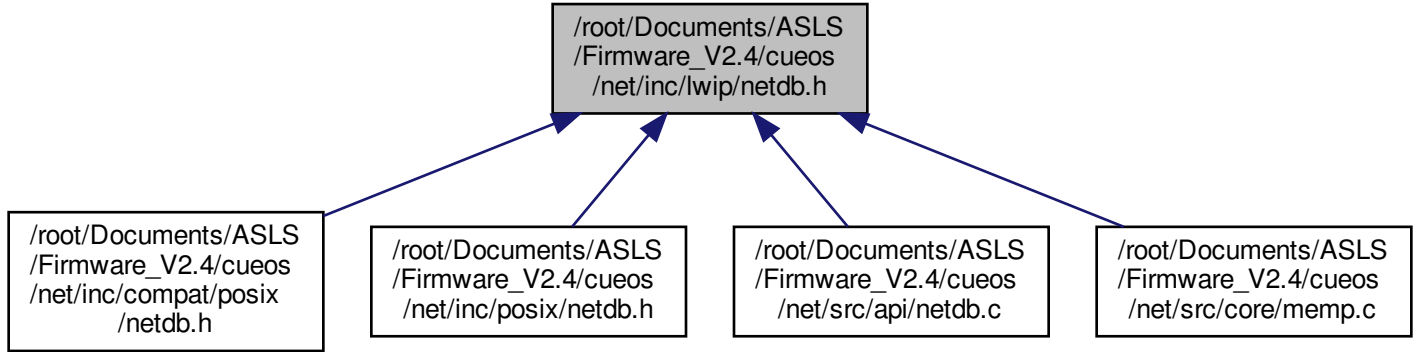 /root/Documents/ASLS
/Firmware_V2.4/cueos
/net/inc/lwip/netdb.h
/root/Documents/ASLS
/Firmware_V2.4/cueos
/net/inc/compat/posix
/netdb.h
/root/Documents/ASLS
/Firmware_V2.4/cueos
/net/inc/posix/netdb.h
/root/Documents/ASLS
/Firmware_V2.4/cueos
/net/src/api/netdb.c
/root/Documents/ASLS
/Firmware_V2.4/cueos
/net/src/core/memp.c